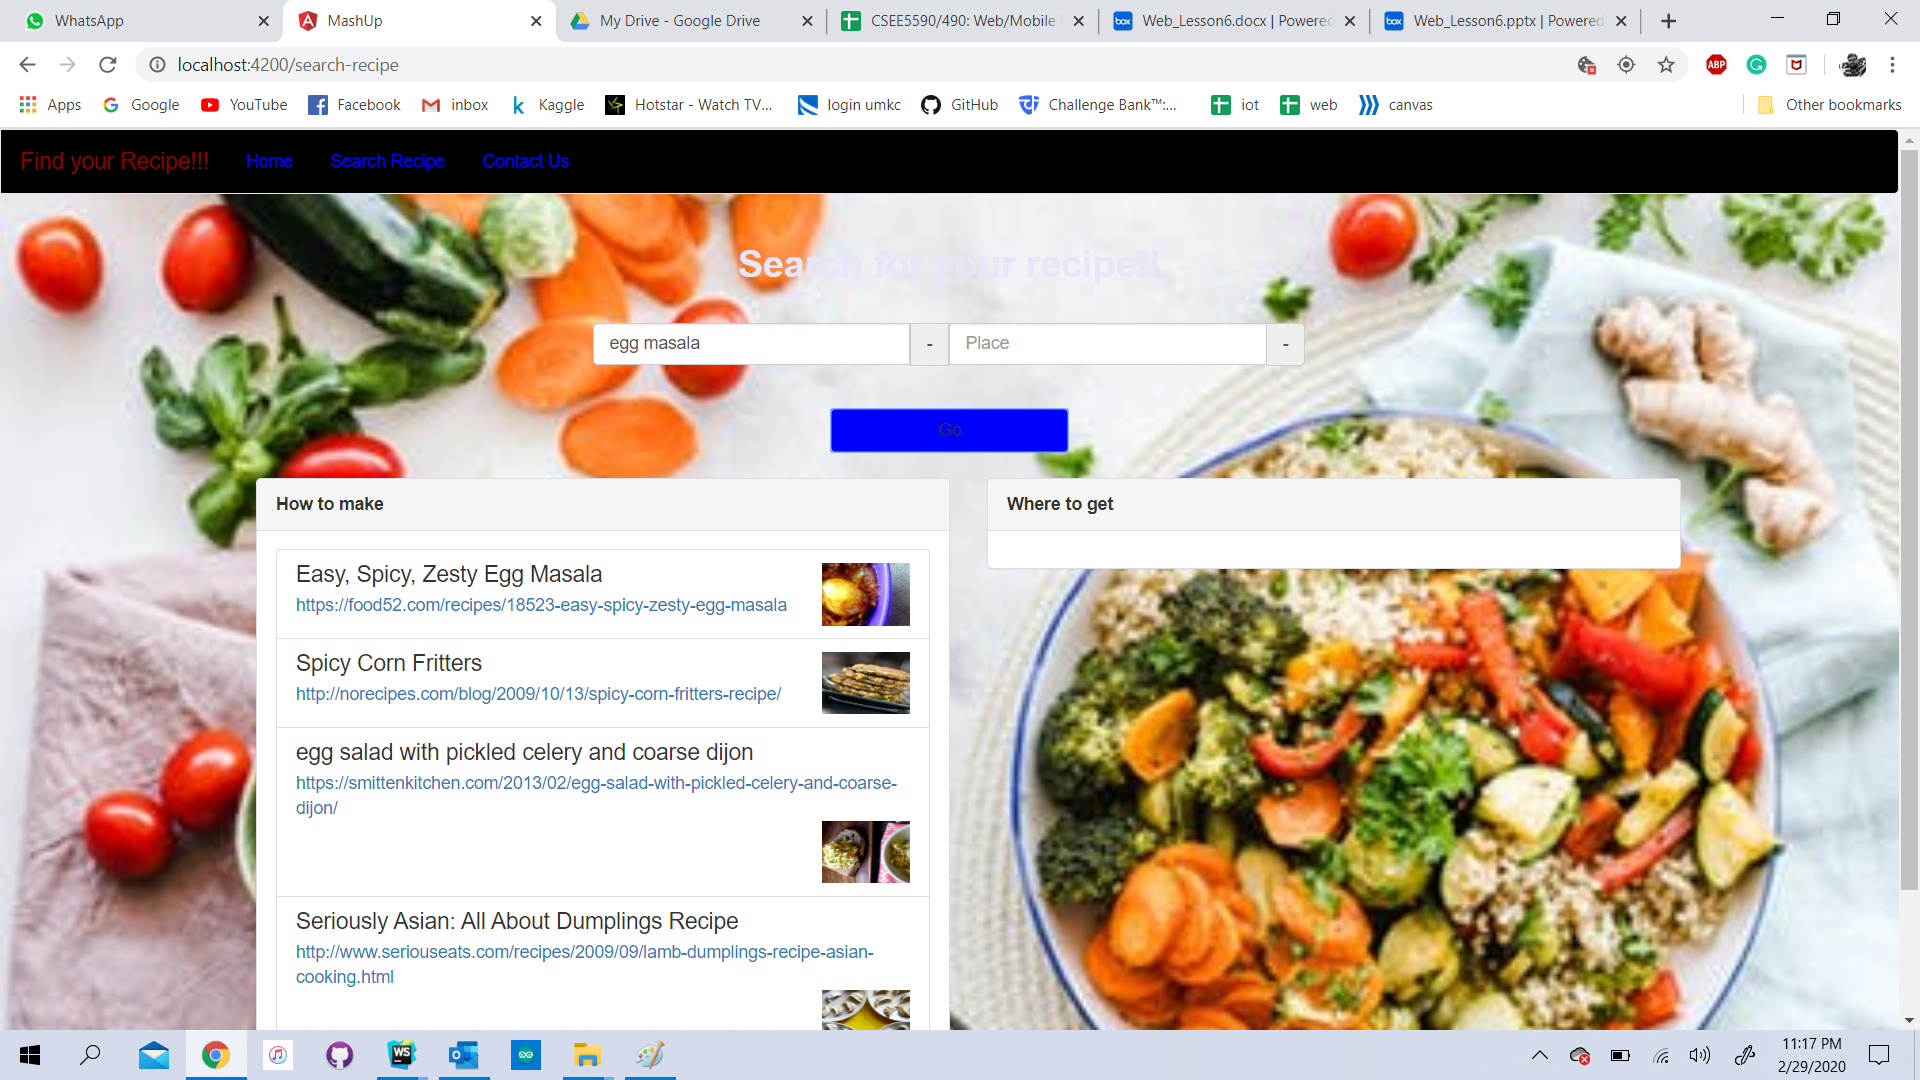 WhatsApp
MashUp
My Drive - Google Drive
CSEE5590/490: Web/Mobile
Web_Lesson6.docx | Powered
Web_Lesson6.pptx | Powered
localhost:4200/search-recipe
ABP
Apps
Google
YouTube
Facebook
inbox
Kaggle
Hotstar - Watch TV...
login umkc
GitHub
Challenge Bank™:...
iot
web
canvas
Other bookmarks
Find your Recipe!!!
Home
Search Recipe
Contact Us
Search for your recipe!!
egg masala
-
Place
-
Go
How to make
Where to get
Easy, Spicy, Zesty Egg Masala
https://food52.com/recipes/18523-easy-spicy-zesty-egg-masala
Spicy Corn Fritters
http://norecipes.com/blog/2009/10/13/spicy-corn-fritters-recipe/
egg salad with pickled celery and coarse dijon
https://smittenkitchen.com/2013/02/egg-salad-with-pickled-celery-and-coarse-
dijon/
Seriously Asian: All About Dumplings Recipe
http://www.seriouseats.com/recipes/2009/09/lamb-dumplings-recipe-asian-
cooking.html
11:17 PM
2/29/2020